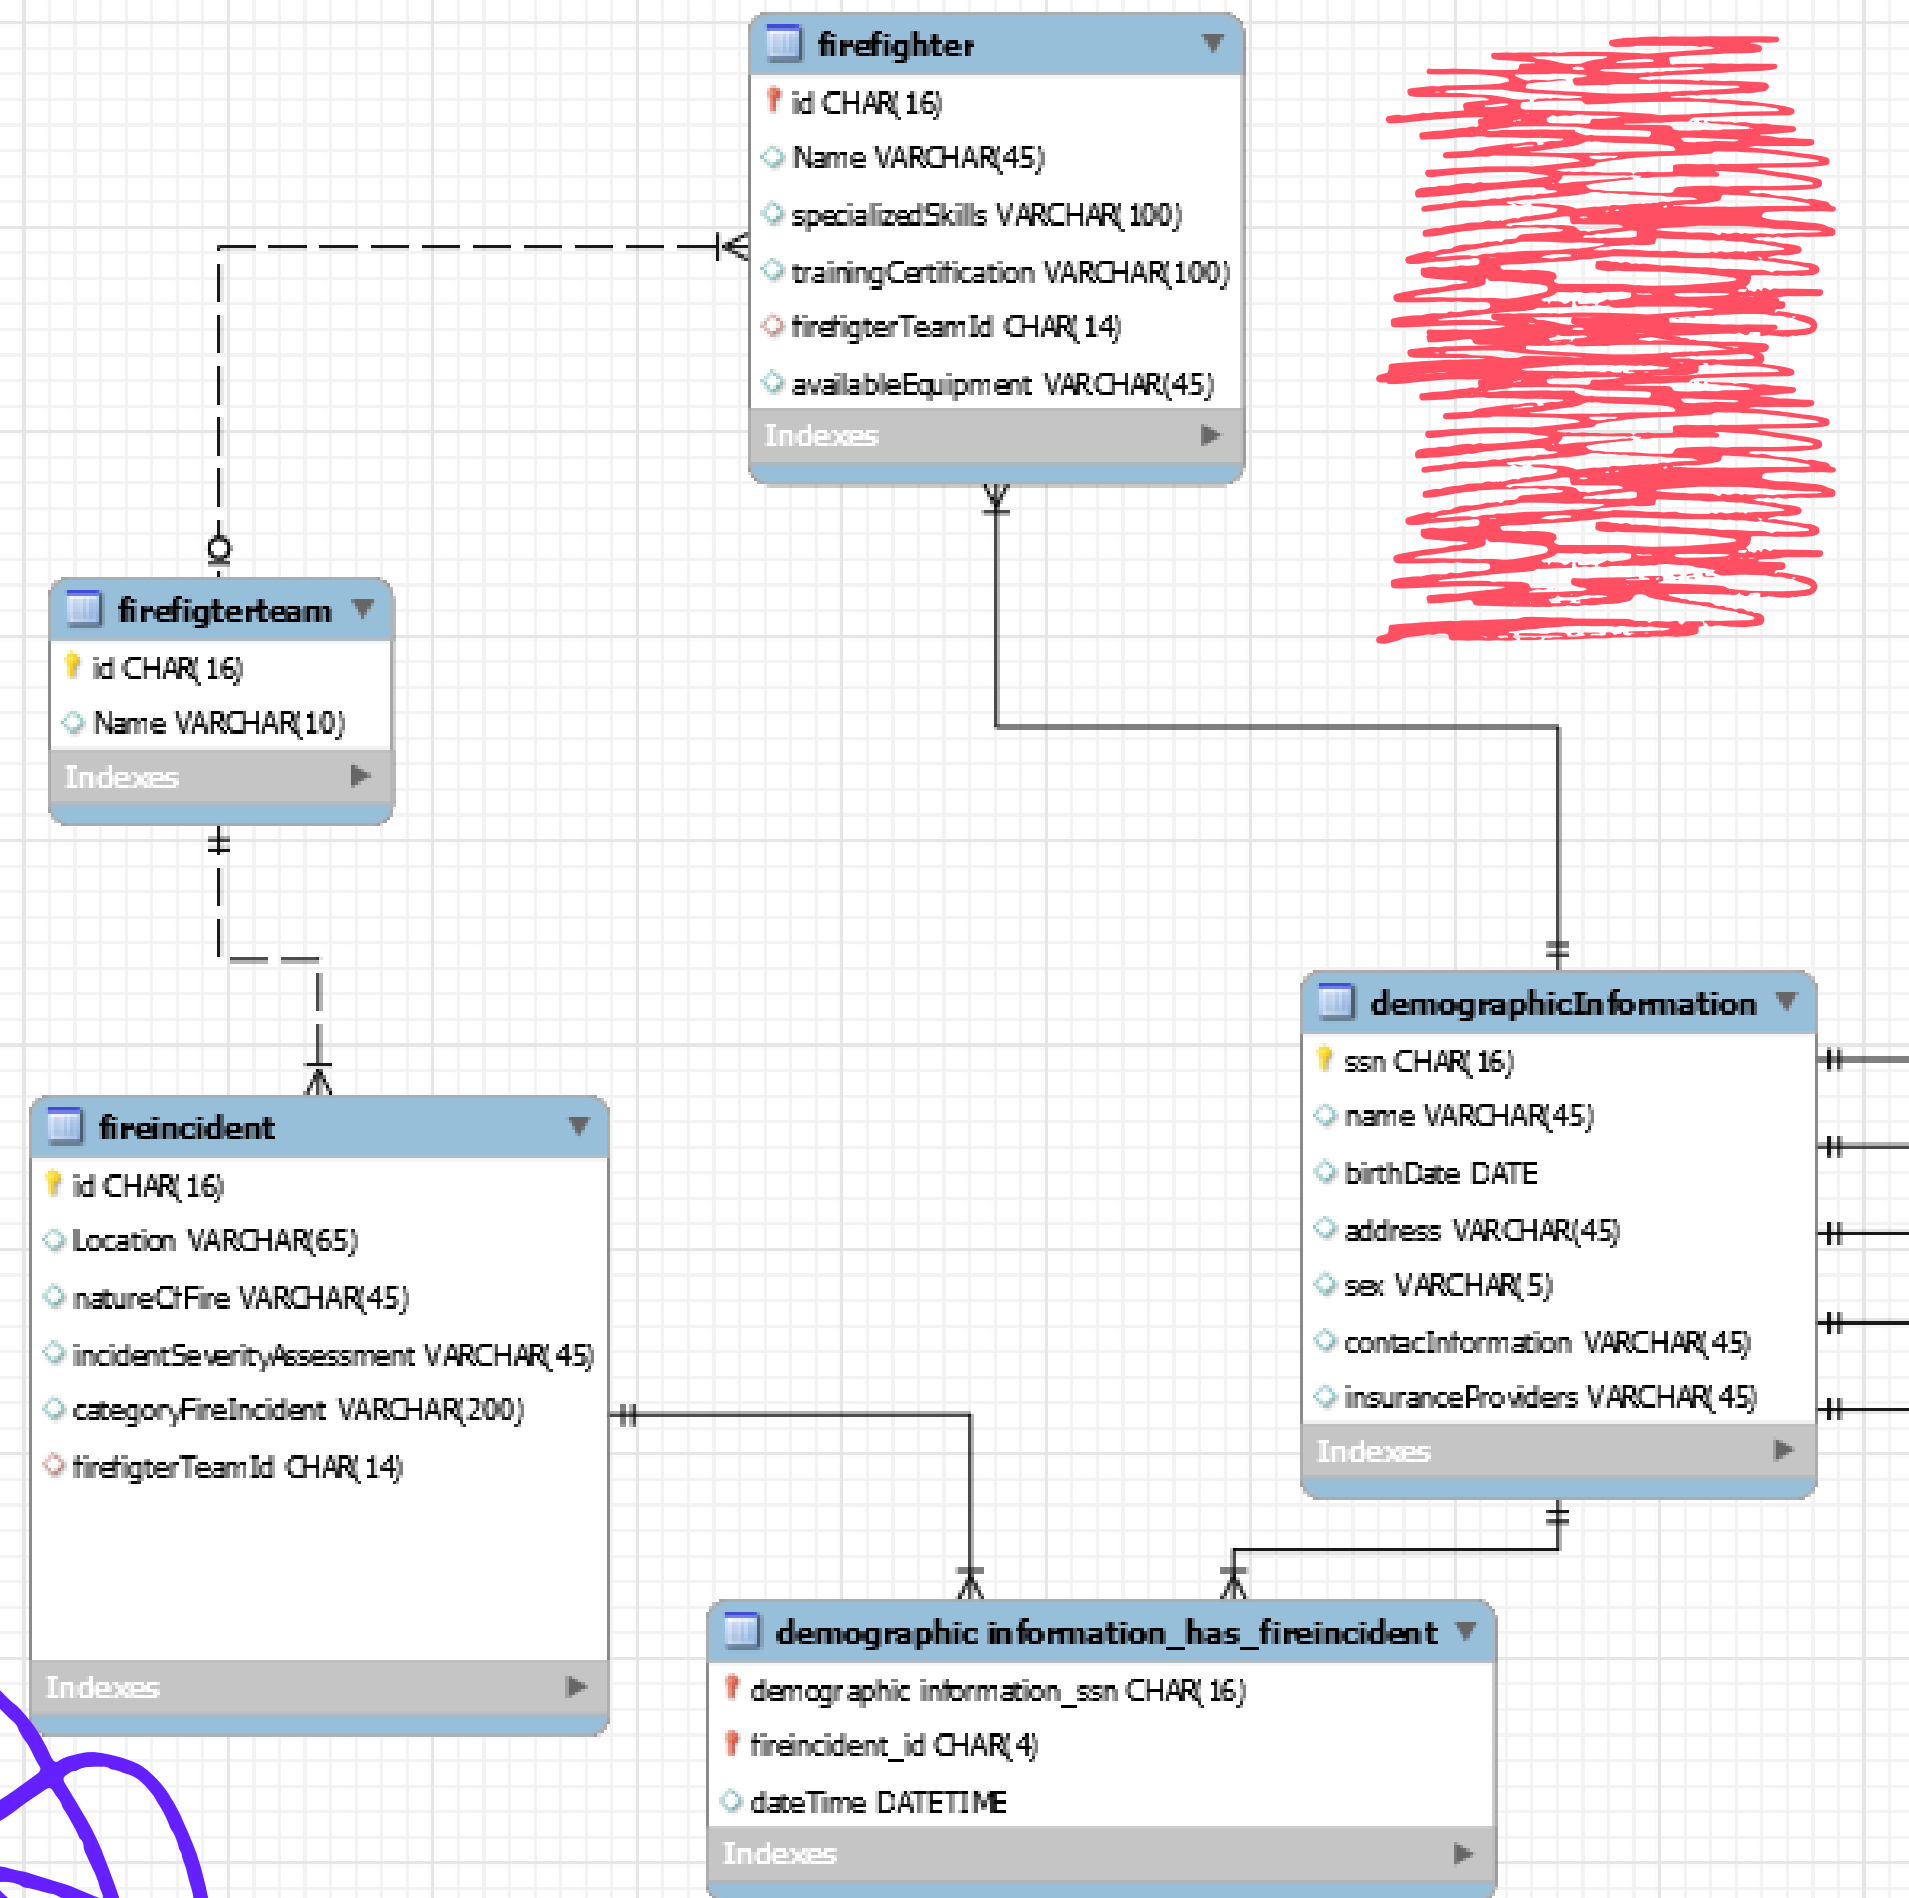 firefighter
id CHAR(16)
Name VARCHAR(45)
specializedSkills VARCHAR(100)
trainingCertification VARCHAR(100)
firefigterTeamId CHAR(14)
availableEquipment VARCHAR(45)
Indexes
firefigterteam
id CHAR(16)
Name VARCHAR(10)
Indexes
demographicInformation
ssn CHAR(16)
name VARCHAR(45)
birthDate DATE
address VARCHAR(45)
sex VARCHAR(5)
contacInformation VARCHAR(45)
insuranceProviders VARCHAR(45)
Indexes
fireincident
id CHAR(16)
Location VARCHAR(65)
natureOfFire VARCHAR(45)
incidentSeverityAssessment VARCHAR(45)
categoryFireIncident VARCHAR(200)
firefigterTeamId CHAR(14)
Indexes
demographic information_has_fireincident
demographic information_ssn CHAR(16)
fireincident_id CHAR(4)
dateTime DATETIME
Indexes